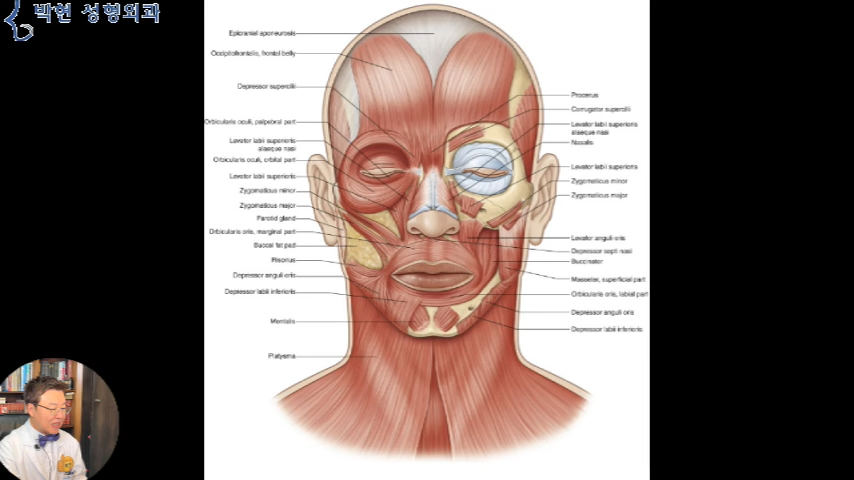 박현 성형외과
Epicranial aponeurosis
Occipitofrontalis, frontal belly
Depressor supercilii
Orbicularis oculi, palpebral part
Levator labii superioris
alaeque nasi
Orbicularis oculi, orbital part
Levator labii superioris
Zygomaticus minor
Zygomaticus major
Parotid gland
Orbicularis oris, marginal part
Buccal fat pad
Risorius
Depressor anguli oris
Depressor labii inferioris
Mentalis
Platysma
Procerus
Corrugator supercilii
Levator labii superioris
alaeque nasi
Nasalis
Levator labii superioris
Zygomaticus minor
Zygomaticus major
Levator anguli oris
Depressor septi nasi
Buccinator
Masseter, superficial part
Orbicularis oris, labial part
Depressor anguli oris
Depressor labii inferioris